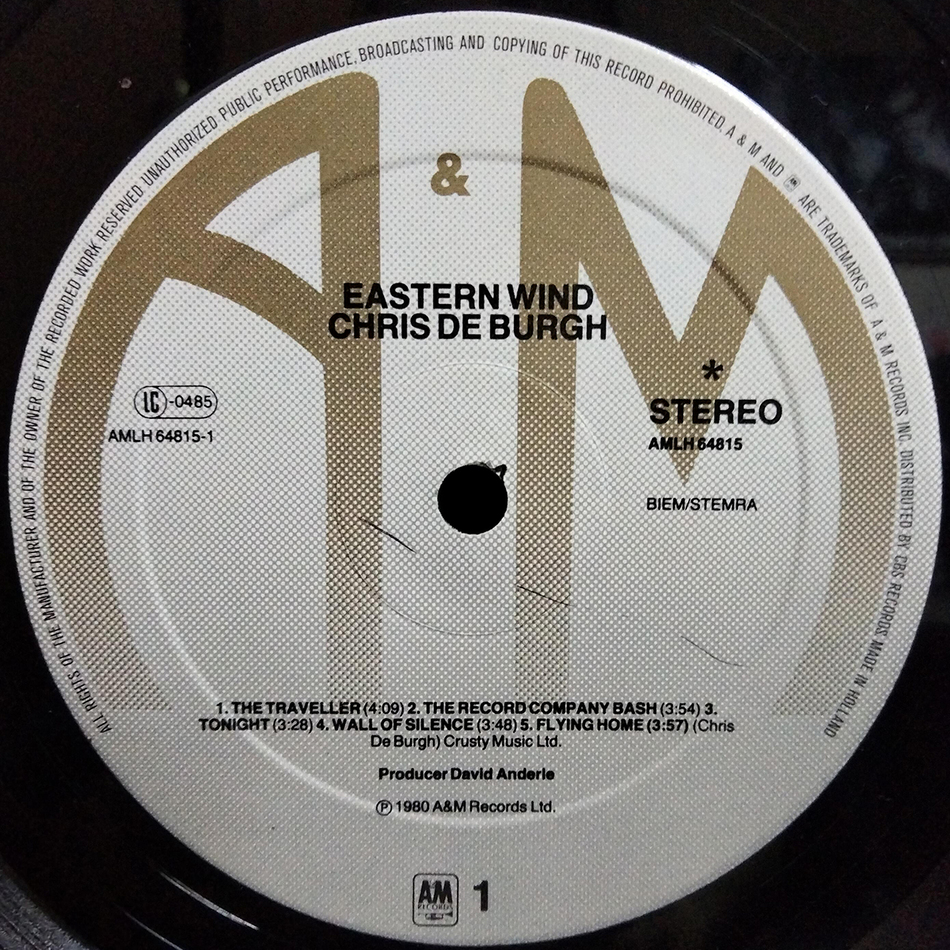 ALL RIGHTS OF THE MANUFACTURER AND OF THE OWNER OF THE RECORDED WORK RESERVED UNAUTHORIZED PUBLIC PERFORMANCE, BROADCASTING AND COPYING OF THIS RECORD PROHIBITED. A & M AND AM ARE TRADEMARKS OF A & M RECORDS INC. DISTRIBUTED BY CBS RECORDS MADE IN HOLLAND
A & M
EASTERN WIND
CHRIS DE BURGH
LC-0485
AMLH 64815-1
*
STEREO
AMLH 64815
BIEM/STEMRA
1. THE TRAVELLER (4:09) 2. THE RECORD COMPANY BASH (3:54) 3.
TONIGHT (3:28) 4. WALL OF SILENCE (3:48) 5. FLYING HOME (3:57) (Chris
De Burgh) Crusty Music Ltd.
Producer David Anderle
Ⓟ 1980 A&M Records Ltd.
AM
RECORDS
1